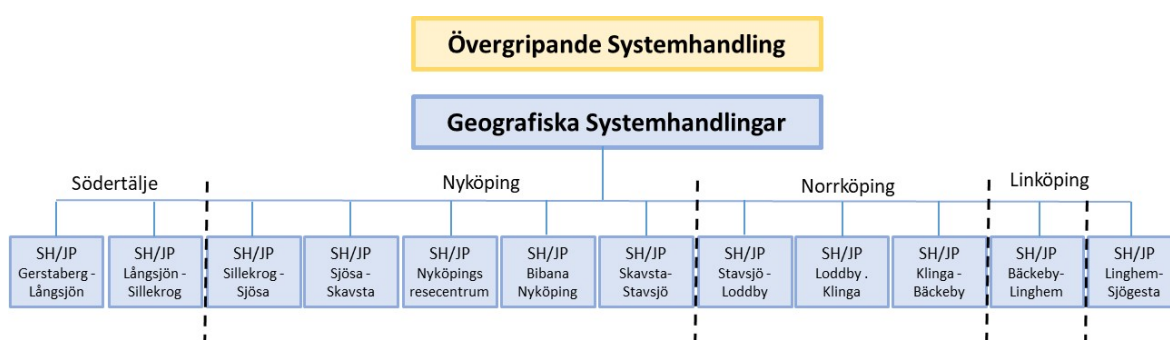 Övergripande Systemhandling
Geografiska Systemhandlingar
Södertälje
Nyköping
Norrköping
Linköping
SH/JP
Gerstaberg -
Långsjön
SH/JP
Långsjön -
Sillekrog
SH/JP
Sillekrog -
Sjösa
SH/JP
Sjösa -
Skavsta
SH/JP
Nyköpings
resecentrum
SH/JP
Bibana
Nyköping
SH/JP
Skavsta-
Stavsjö
SH/JP
Stavsjö -
Loddby
SH/JP
Loddby .
Klinga
SH/JP
Klinga -
Bäckeby
SH/JP
Bäckeby-
Linghem
SH/JP
Linghem-
Sjögesta